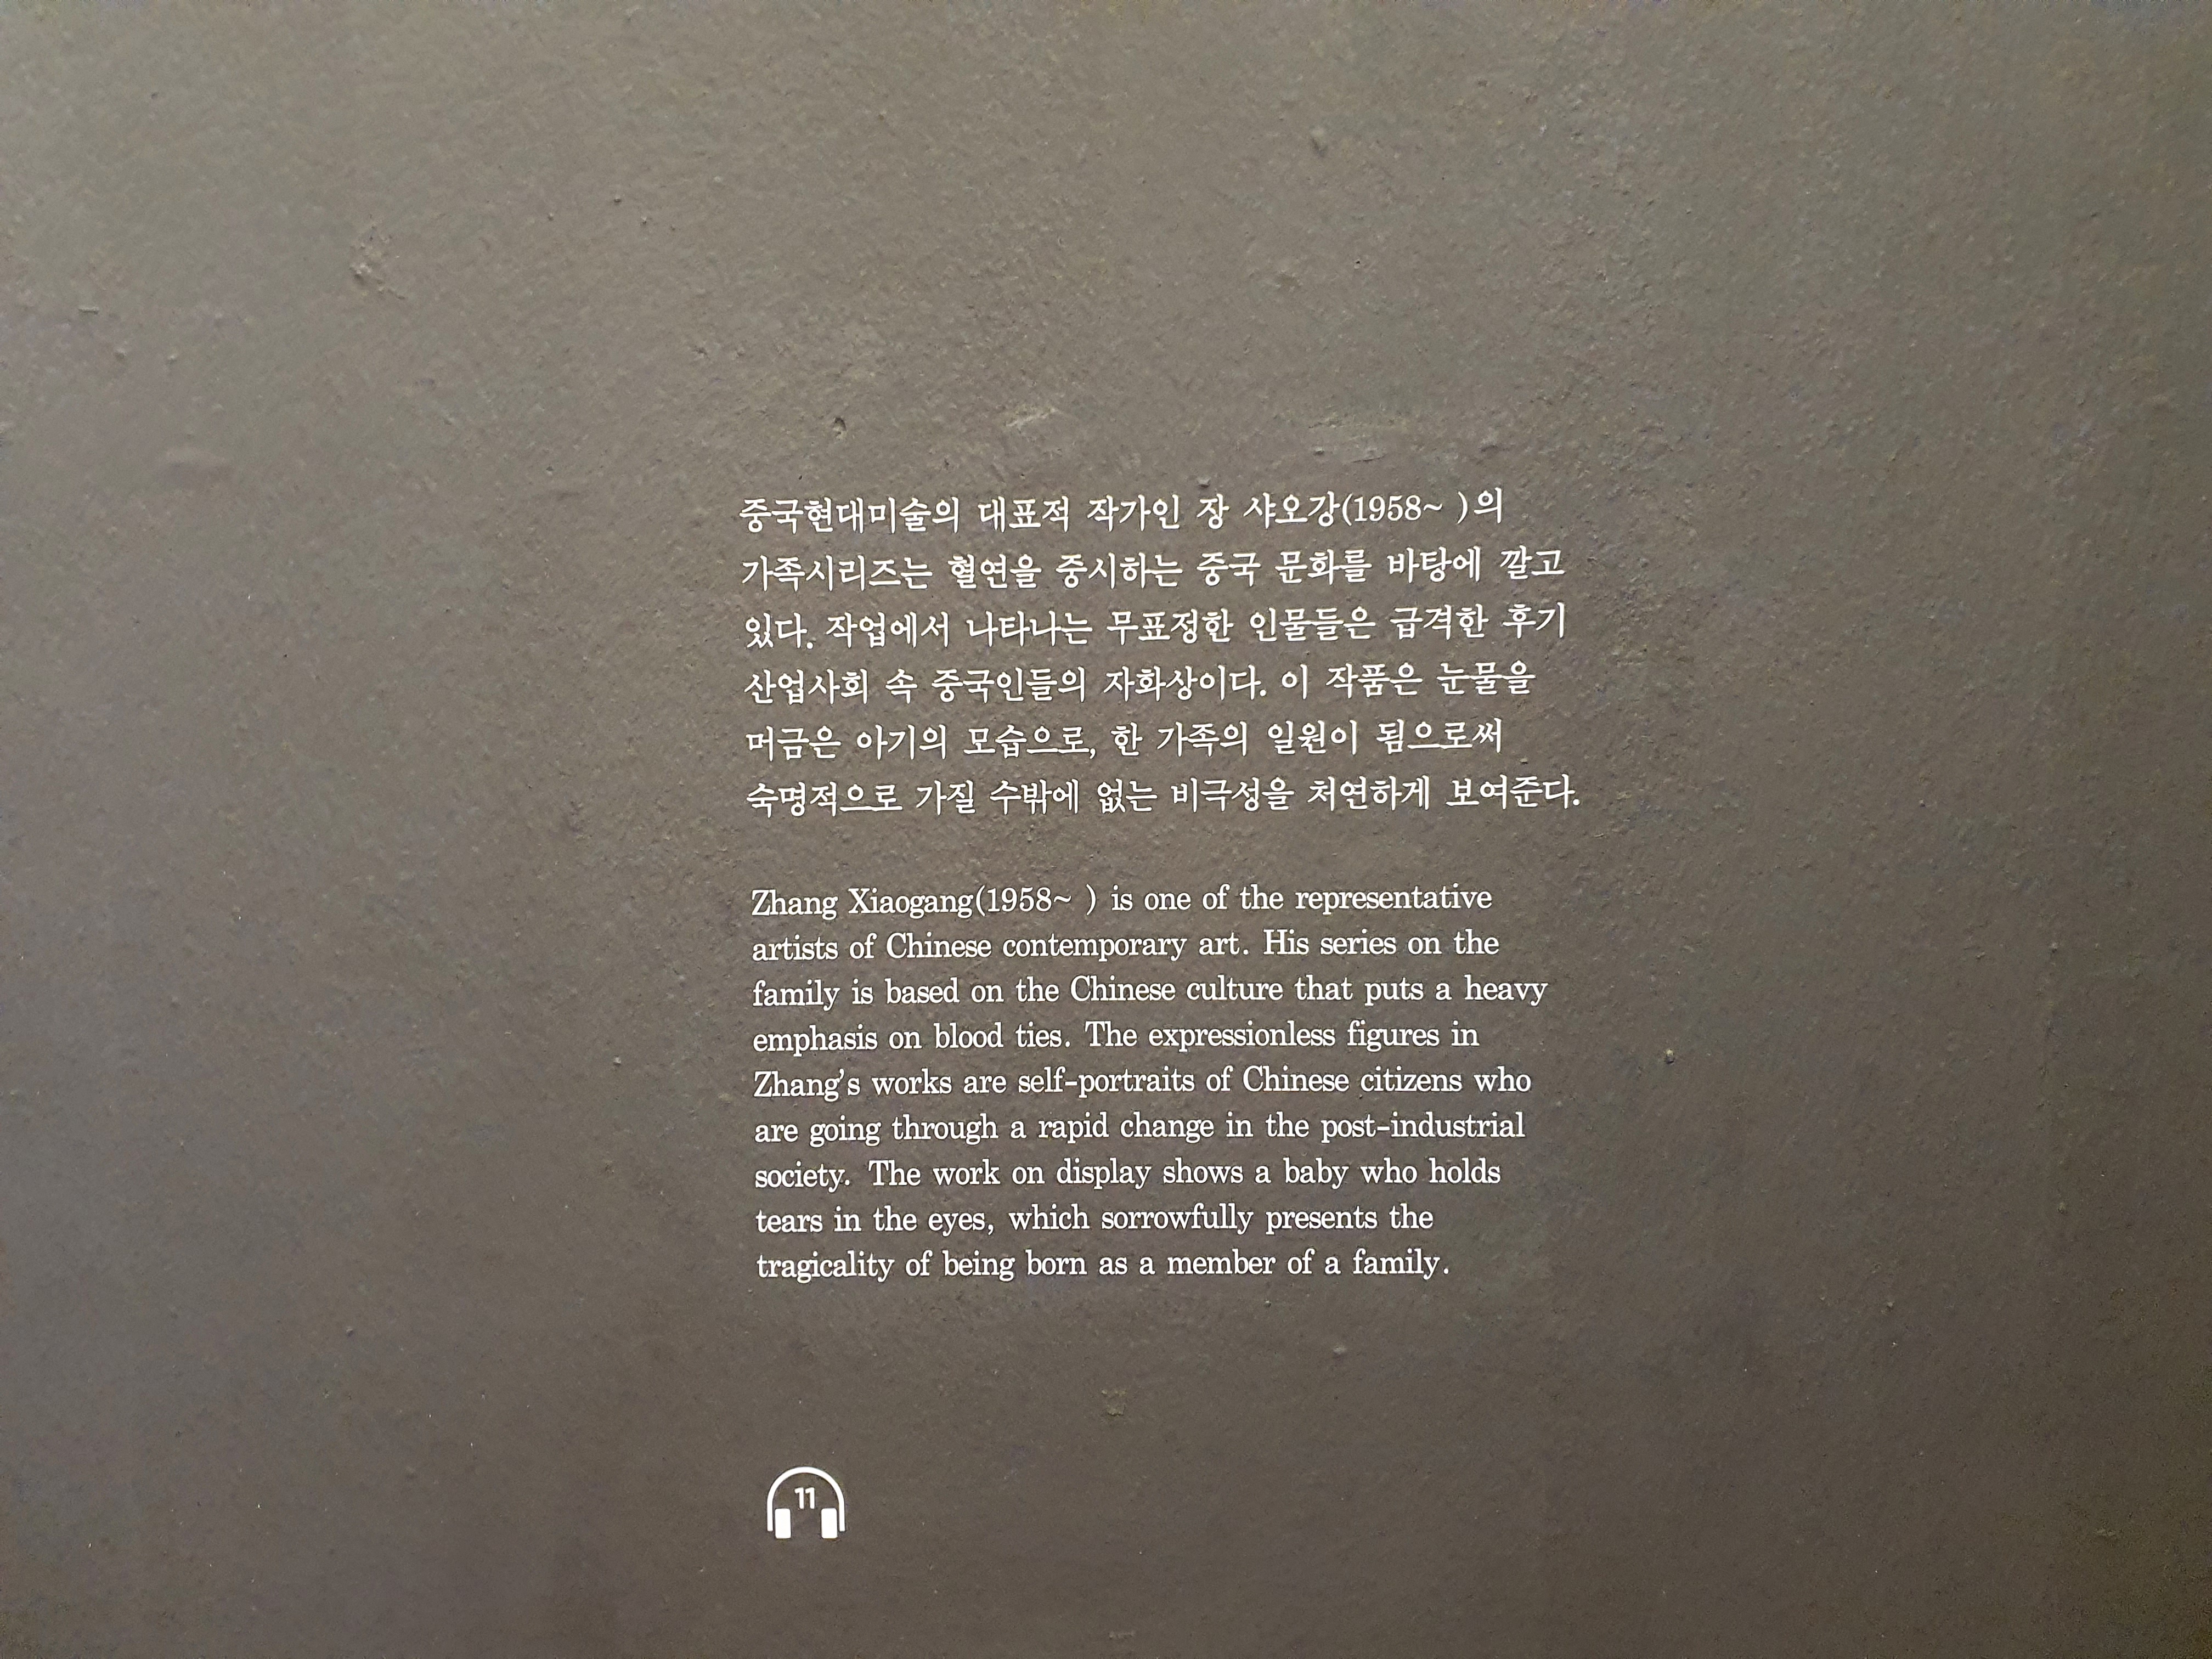 중국현대미술의 대표적 작가인 장 샤오강(1958~ )의
가족시리즈는 혈연을 중시하는 중국 문화를 바탕에 깔고
있다. 작업에서 나타나는 무표정한 인물들은 급격한 후기
산업사회 속 중국인들의 자화상이다. 이 작품은 눈물을
머금은 아기의 모습으로, 한 가족의 일원이 됨으로써
숙명적으로 가질 수밖에 없는 비극성을 처연하게 보여준다.
Zhang Xiaogang(1958~ ) is one of the representative
artists of Chinese contemporary art. His series on the
family is based on the Chinese culture that puts a heavy
emphasis on blood ties. The expressionless figures in
Zhang's works are self-portraits of Chinese citizens who
are going through a rapid change in the post-industrial
society. The work on display shows a baby who holds
tears in the eyes, which sorrowfully presents the
tragicality of being born as a member of a family.
11